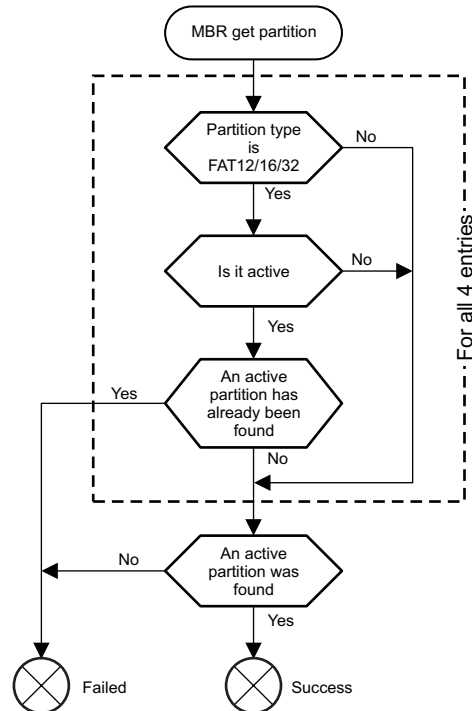 MBR get partition
Partition type
is
FAT12/16/32
No
Yes
Is it active
No
Yes
For all 4 entries
An active
partition has
already been
found
Yes
No
An active
partition was
found
No
Yes
Failed
Success